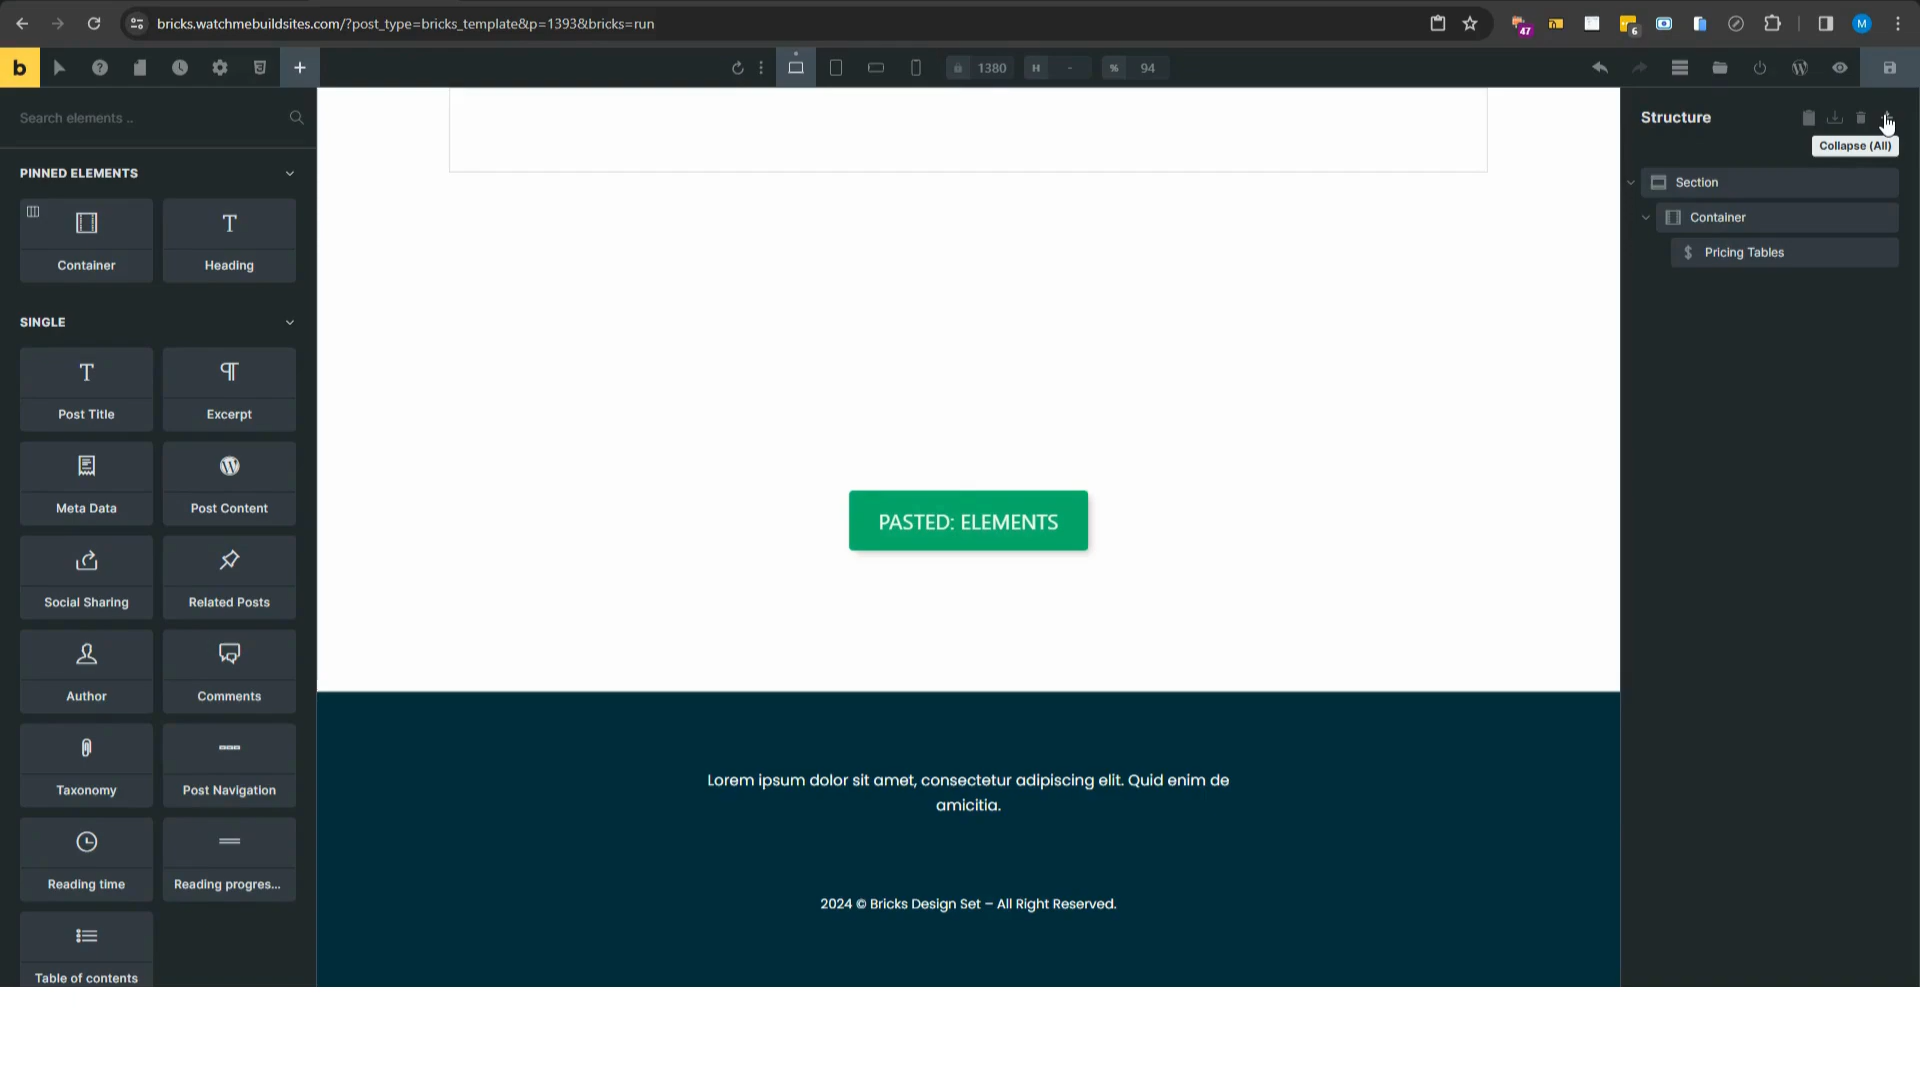 bricks.watchmebuildsites.com/?post_type=bricks_template&p=1393&bricks=run
47
6
M
b
1380
H
-
%
94
Search elements ..
PINNED ELEMENTS
Container
Heading
SINGLE
Post Title
Excerpt
Meta Data
Post Content
Social Sharing
Related Posts
Author
Comments
Taxonomy
Post Navigation
Reading time
Reading progres...
Table of contents
PASTED: ELEMENTS
Lorem ipsum dolor sit amet, consectetur adipiscing elit. Quid enim de
amicitia.
2024 © Bricks Design Set – All Right Reserved.
Structure
Collapse (All)
Section
Container
Pricing Tables